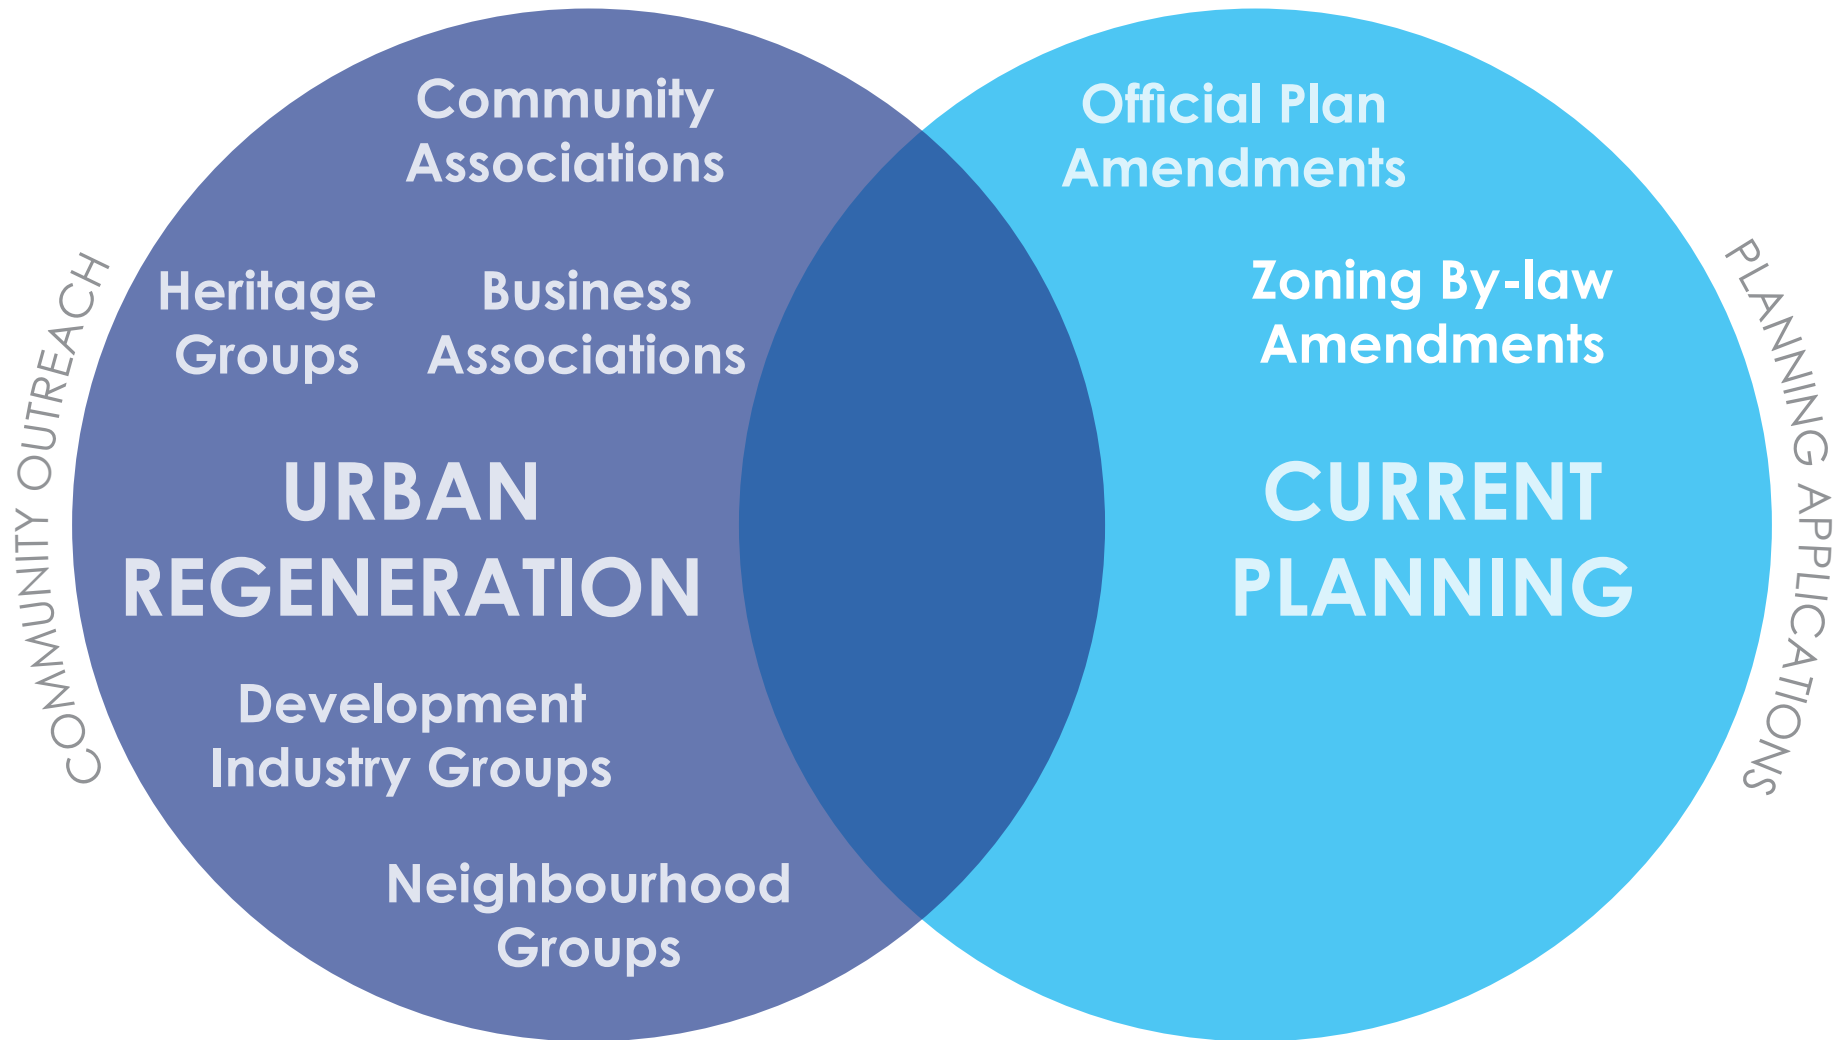 COMMUNITY OUTREACH
Community
Associations
Heritage
Groups
Business
Associations
URBAN
REGENERATION
Development
Industry Groups
Neighbourhood
Groups
Official Plan
Amendments
Zoning By-law
Amendments
CURRENT
PLANNING
PLANNING APPLICATIONS